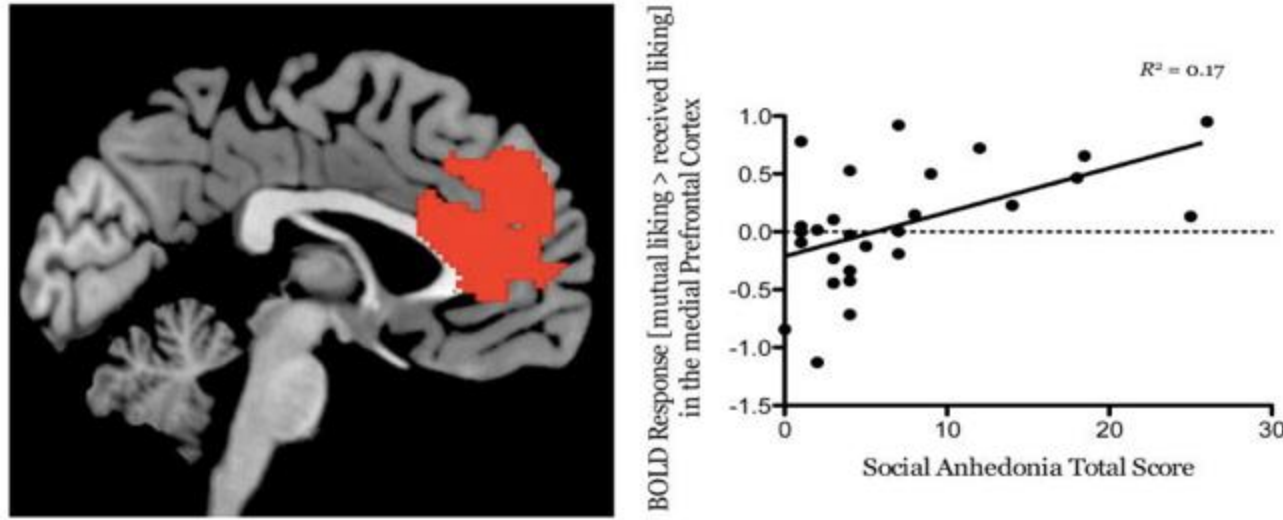 BOLD Response [mutual liking > received liking]
in the medial Prefrontal Cortex
R² = 0.17
1.0
0.5
0.0
-0.5
-1.0
-1.5
0
10
20
30
Social Anhedonia Total Score